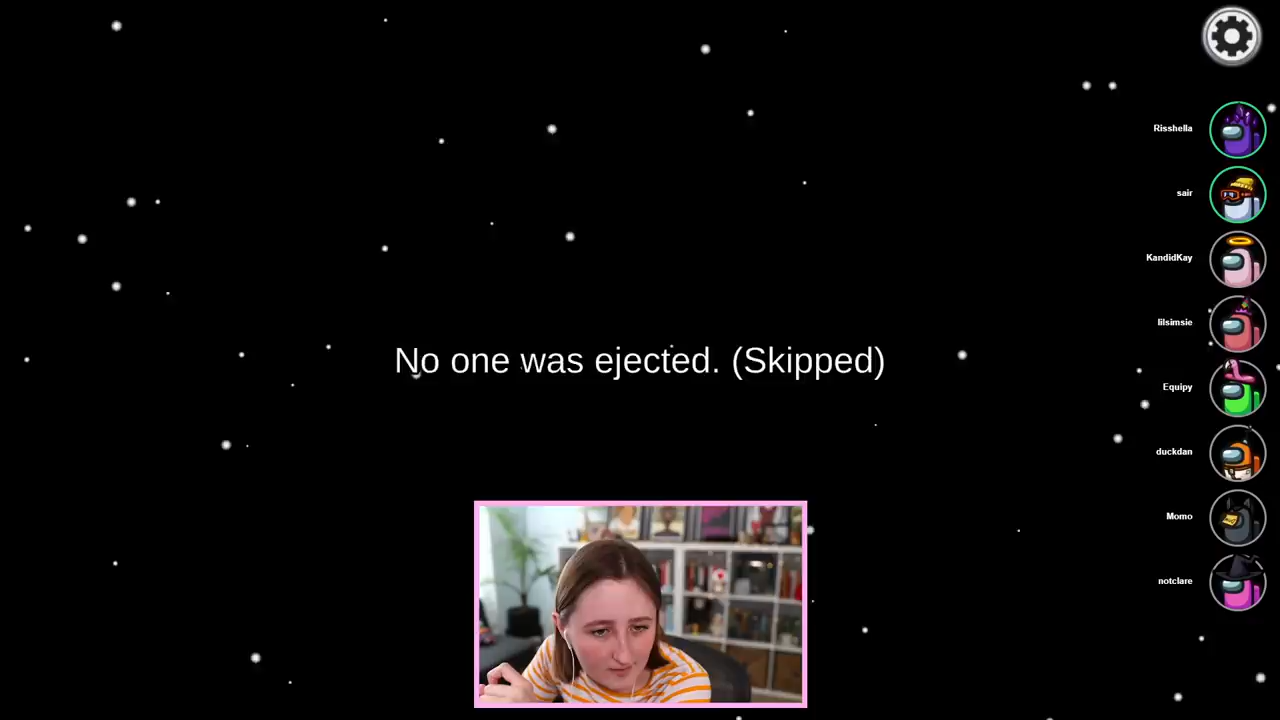 Risshella
sair
KandidKay
lilsimsie
No one was ejected. (Skipped)
Equipy
duckdan
Momo
notclare